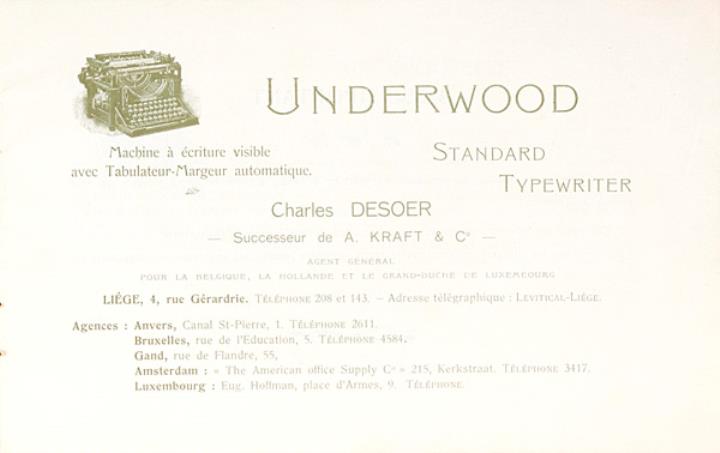 UNDERWOOD
Machine à écriture visible
avec Tabulateur-Margeur automatique.
STANDARD
TYPEWRITER
Charles DESOER
— Successeur de A. KRAFT & Cº —
AGENT GÉNÉRAL
POUR LA BELGIQUE, LA HOLLANDE ET LE GRAND-DUCHÉ DE LUXEMBOURG
LIÉGE, 4, rue Gérardrie. TÉLÉPHONE 208 et 143. — Adresse télégraphique : LEVITICAL-LIÉGE.
Agences : Anvers, Canal St-Pierre, 1. TÉLÉPHONE 2611.
Bruxelles, rue de l'Education, 5. TÉLÉPHONE 4584.
Gand, rue de Flandre, 55,
Amsterdam : « The American office Supply Cº » 215, Kerkstraat. TÉLÉPHONE 3417.
Luxembourg : Eug. Hoffman, place d'Armes, 9. TÉLÉPHONE.